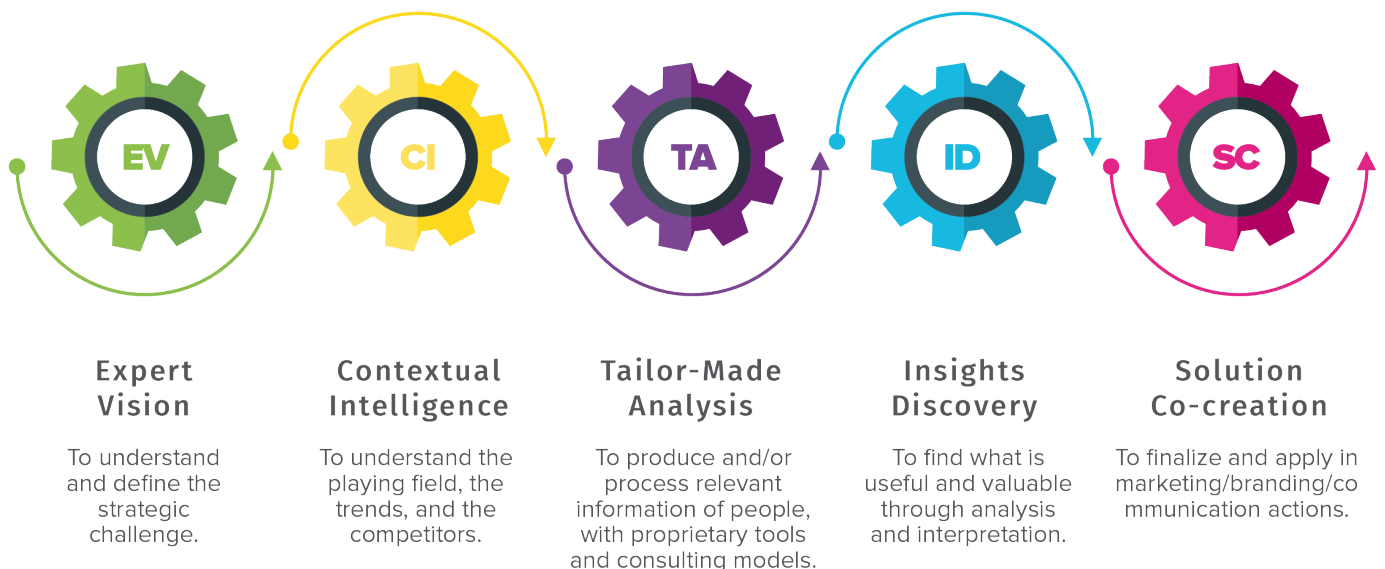 EV
CI
TA
ID
SC
Expert
Vision
To understand
and define the
strategic
challenge.
Contextual
Intelligence
To understand the
playing field, the
trends, and the
competitors.
Tailor-Made
Analysis
To produce and/or
process relevant
information of people,
with proprietary tools
and consulting models.
Insights
Discovery
To find what is
useful and valuable
through analysis
and interpretation.
Solution
Co-creation
To finalize and apply in
marketing/branding/co
mmunication actions.